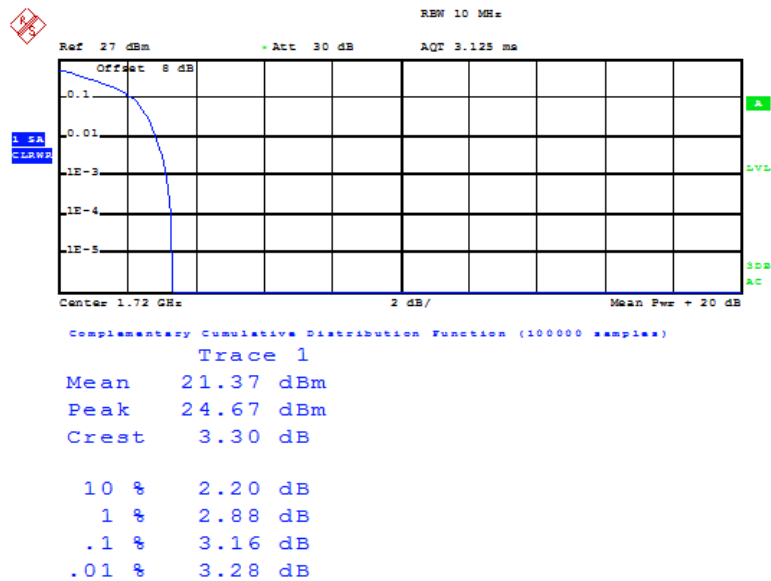 R S
RBW 10 MHz
Ref 27 dBm * Att 30 dB AQT 3.125 ms
Offset 8 dB
0.1
A
1 SA
CLRWR
0.01
LVL
1E-3
1E-4
1E-5
3DB
AC
Center 1.72 GHz 2 dB/ Mean Pwr + 20 dB
Complementary Cumulative Distribution Function (100000 samples)
Trace 1
Mean 21.37 dBm
Peak 24.67 dBm
Crest 3.30 dB
10 % 2.20 dB
1 % 2.88 dB
.1 % 3.16 dB
.01 % 3.28 dB